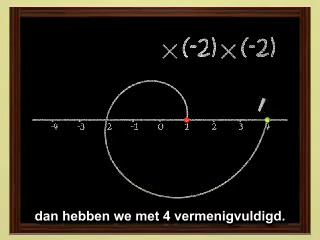 ×(-2)×(-2)
-4 -3 -2 -1 0 1 2 3 4
dan hebben we met 4 vermenigvuldigd.